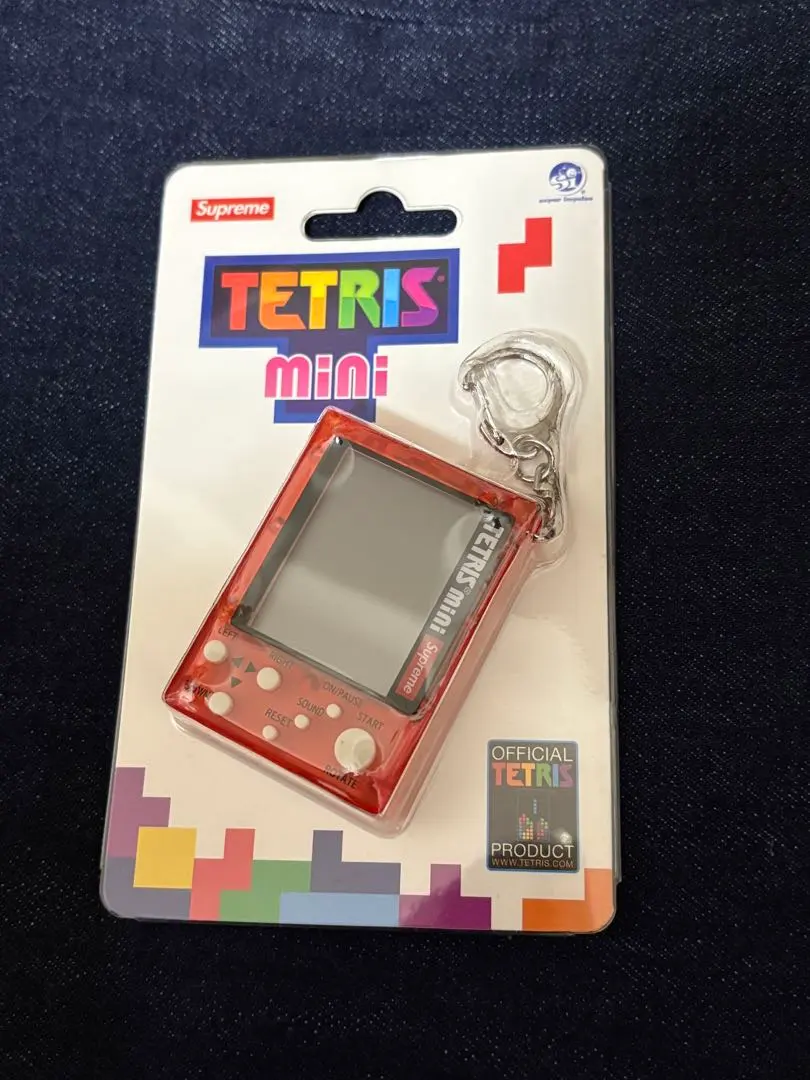 Supreme
super impulse
TETRIS®
mini
TETRIS® mini
Supreme
LEFT
RIGHT
DOWN
ON/PAUSE
SOUND
START
RESET
ROTATE
OFFICIAL
TETRIS
PRODUCT
WWW.TETRIS.COM